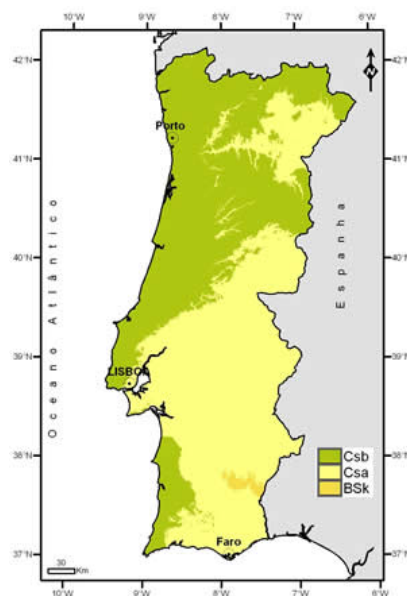 10°W 9°W 8°W 7°W 6°W
42°N 42°N
N
Porto
41°N 41°N
40°N 40°N
Oceano Atlântico
Espanha
39°N 39°N
LISBOA
Csb
Csa
BSk
38°N 38°N
Faro
37°N 37°N
30
Km
10°W 9°W 8°W 7°W 6°W